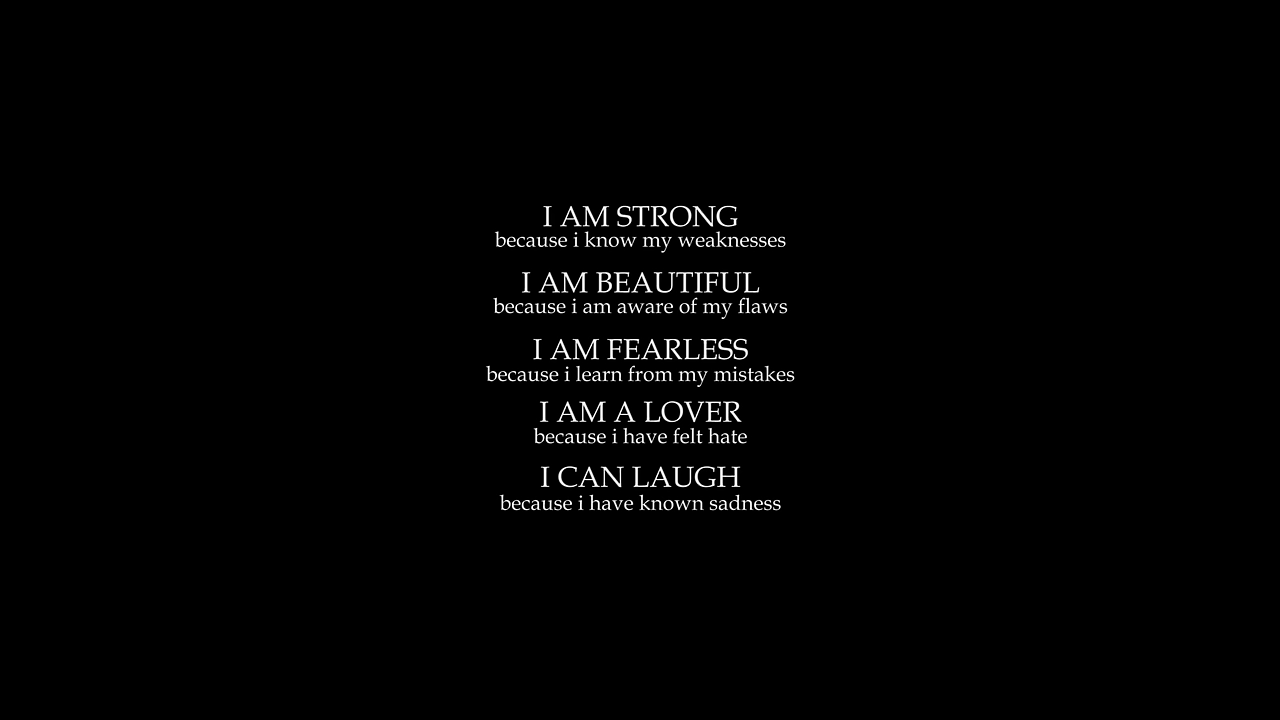 I AM STRONG
because i know my weaknesses
I AM BEAUTIFUL
because i am aware of my flaws
I AM FEARLESS
because i learn from my mistakes
I AM A LOVER
because i have felt hate
I CAN LAUGH
because i have known sadness